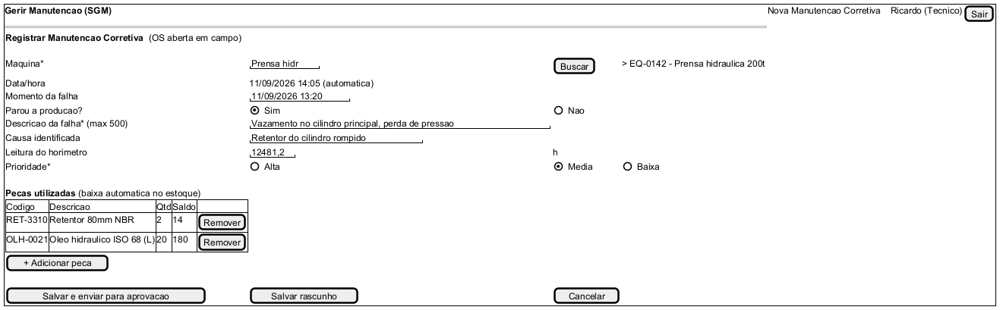 Gerir Manutencao (SGM) Nova Manutencao Corretiva Ricardo (Tecnico) Sair
Registrar Manutencao Corretiva (OS aberta em campo)
Maquina* Prensa hidr Buscar > EQ-0142 - Prensa hidraulica 200t
Data/hora 11/09/2026 14:05 (automatica)
Momento da falha 11/09/2026 13:20
Parou a producao? Sim Nao
Descricao da falha* (max 500) Vazamento no cilindro principal, perda de pressao
Causa identificada Retentor do cilindro rompido
Leitura do horimetro 12481,2 h
Prioridade* Alta Media Baixa
Pecas utilizadas (baixa automatica no estoque)
Codigo Descricao Qtd Saldo
RET-3310 Retentor 80mm NBR 2 14 Remover
OLH-0021 Oleo hidraulico ISO 68 (L) 20 180 Remover
+ Adicionar peca
Salvar e enviar para aprovacao Salvar rascunho Cancelar